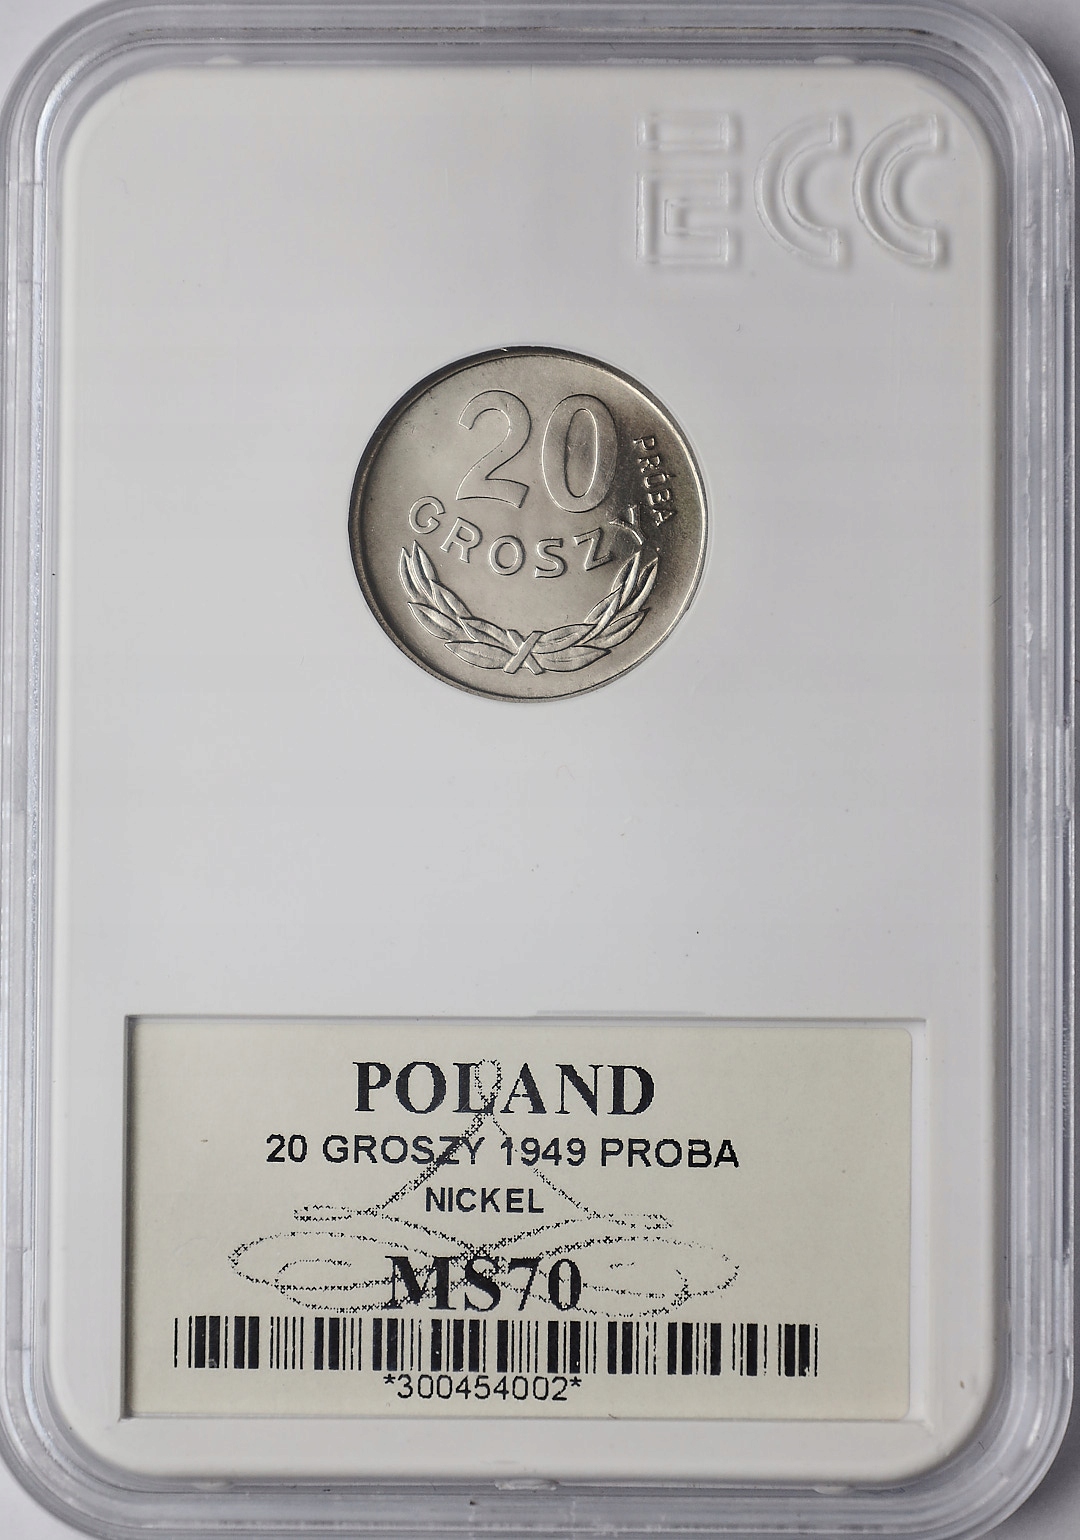 ECC
20
PRÓBA
GROSZY
POLAND
20 GROSZY 1949 PROBA
NICKEL
MS70
*300454002*